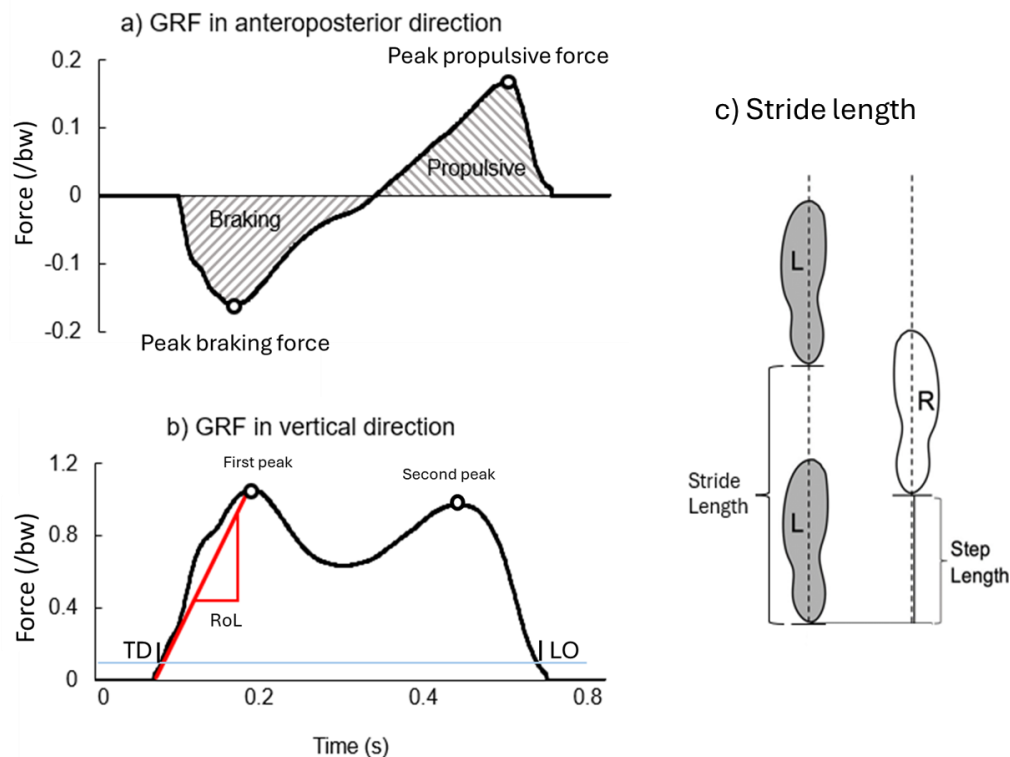 a) GRF in anteroposterior direction
Peak propulsive force
0.2
0.1
0
-0.1
-0.2
Force (/bw)
Braking
Propulsive
Peak braking force
b) GRF in vertical direction
First peak
Second peak
1.2
0.8
0.4
0
Force (/bw)
RoL
TD
LO
0
0.2
0.4
0.8
Time (s)
c) Stride length
L
R
L
Stride
Length
Step
Length